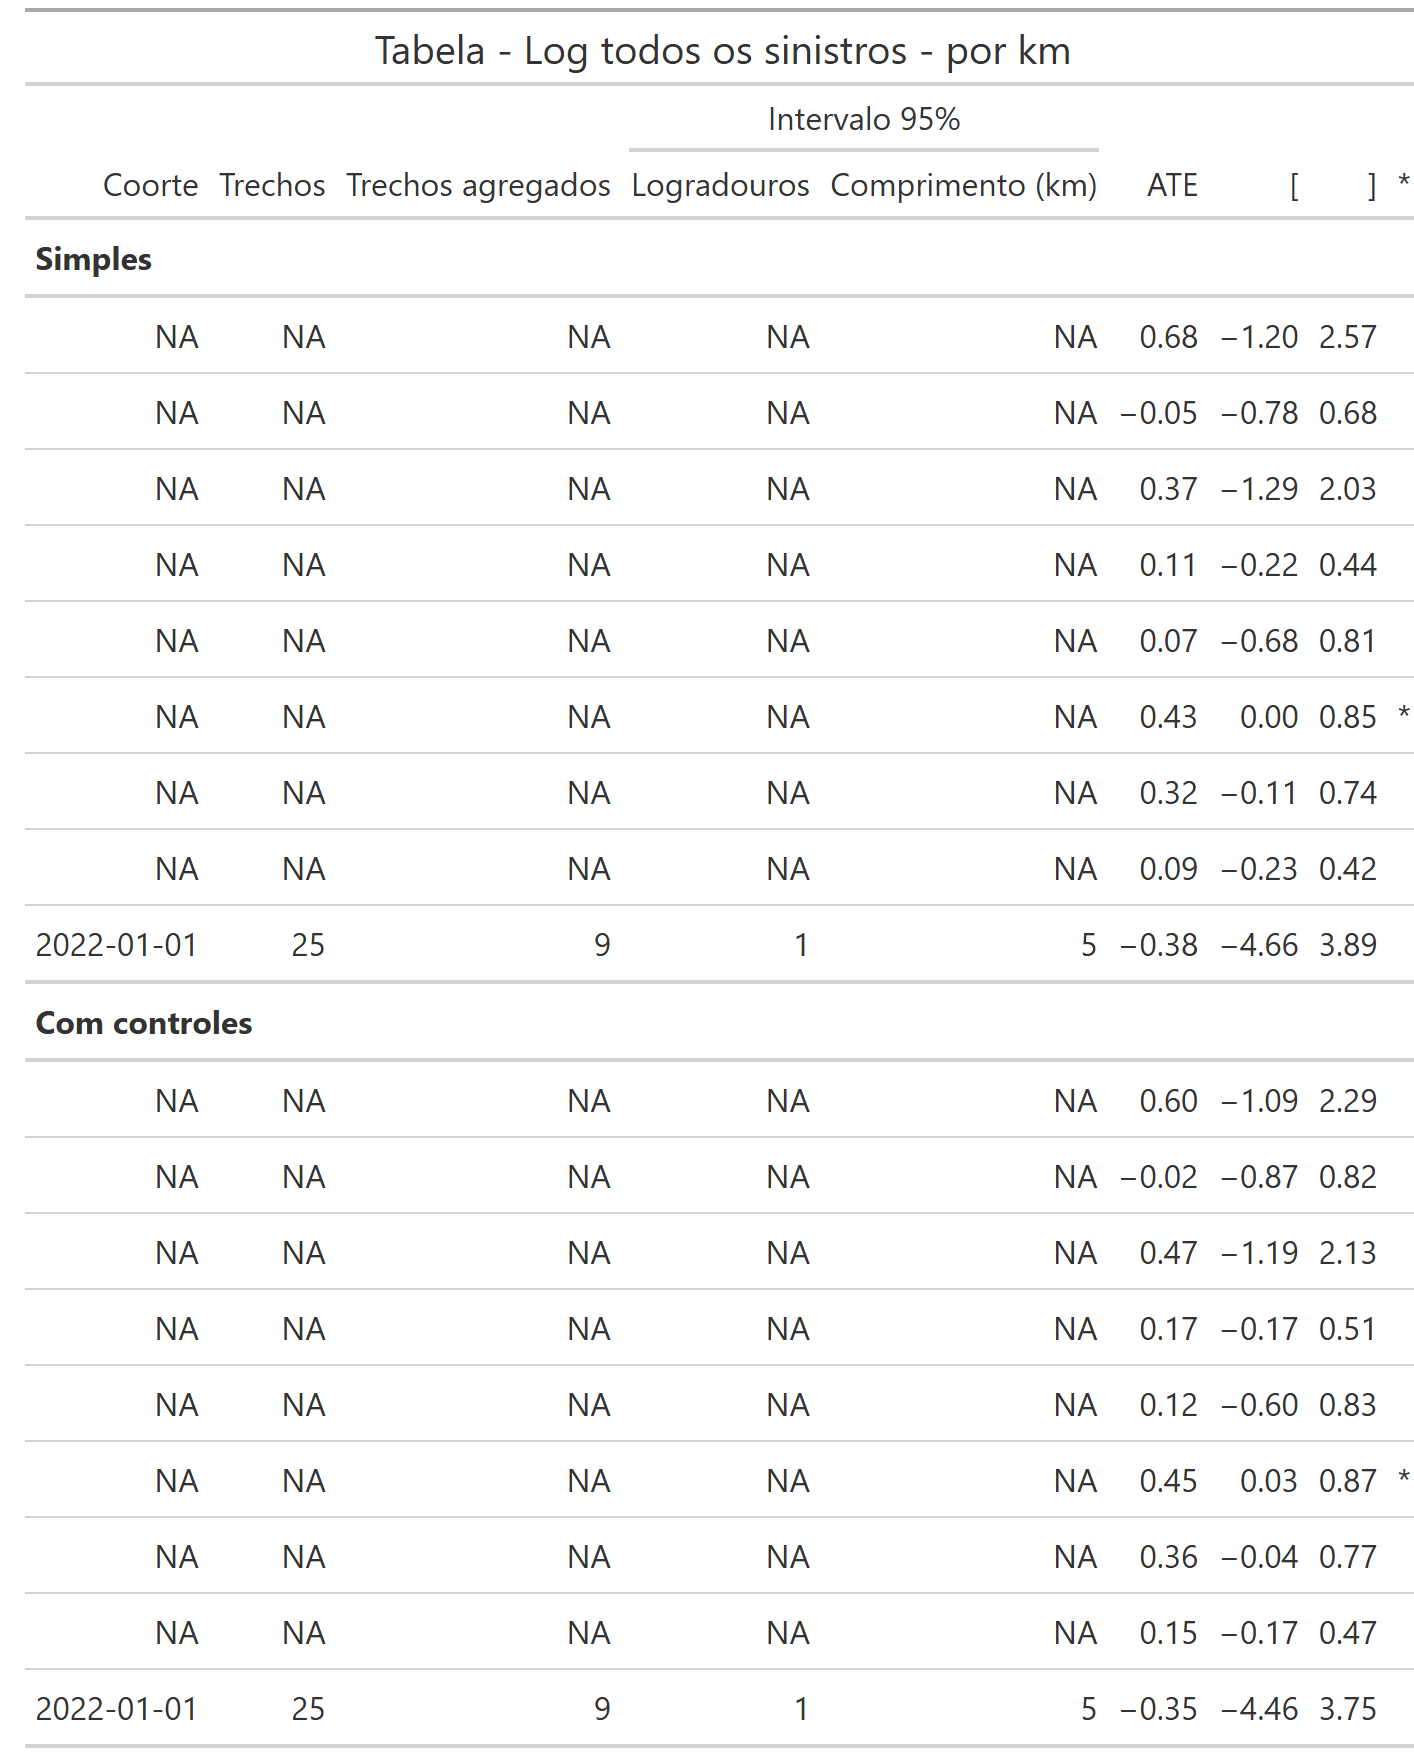 Tabela - Log todos os sinistros - por km
Intervalo 95%
Coorte Trechos Trechos agregados Logradouros Comprimento (km) ATE [ ] *
Simples
NA NA NA NA NA 0.68 −1.20 2.57
NA NA NA NA NA −0.05 −0.78 0.68
NA NA NA NA NA 0.37 −1.29 2.03
NA NA NA NA NA 0.11 −0.22 0.44
NA NA NA NA NA 0.07 −0.68 0.81
NA NA NA NA NA 0.43 0.00 0.85 *
NA NA NA NA NA 0.32 −0.11 0.74
NA NA NA NA NA 0.09 −0.23 0.42
2022-01-01 25 9 1 5 −0.38 −4.66 3.89
Com controles
NA NA NA NA NA 0.60 −1.09 2.29
NA NA NA NA NA −0.02 −0.87 0.82
NA NA NA NA NA 0.47 −1.19 2.13
NA NA NA NA NA 0.17 −0.17 0.51
NA NA NA NA NA 0.12 −0.60 0.83
NA NA NA NA NA 0.45 0.03 0.87 *
NA NA NA NA NA 0.36 −0.04 0.77
NA NA NA NA NA 0.15 −0.17 0.47
2022-01-01 25 9 1 5 −0.35 −4.46 3.75